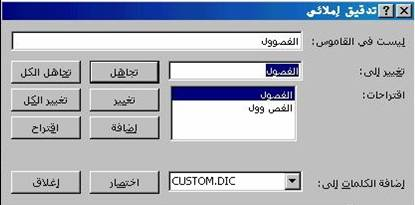 تدقيق إملائي
ليست في القاموس:
الفصوول
تغيير إلى:
الفصول
تجاهل
تجاهل الكل
اقتراحات:
الفصول
الفص وول
تغيير
تغيير الكل
إضافة
اقتراح
إضافة الكلمات إلى:
CUSTOM.DIC
اختصار
إغلاق